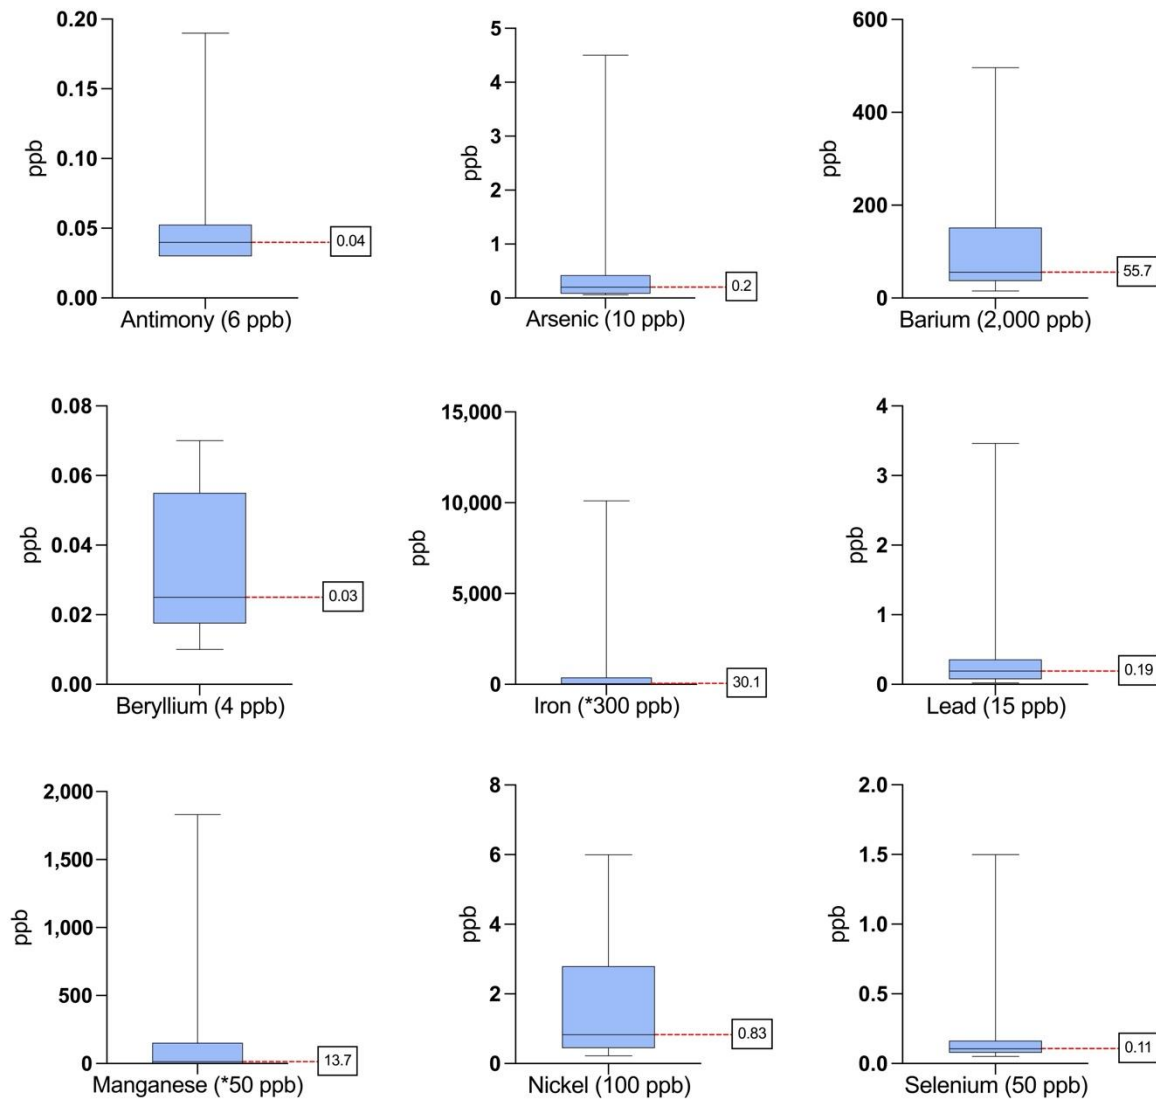 0.20
0.15
0.10
0.05
0.00
ppb
0.04
Antimony (6 ppb)
5
4
3
2
1
0
ppb
0.2
Arsenic (10 ppb)
600
400
200
0
ppb
55.7
Barium (2,000 ppb)
0.08
0.06
0.04
0.02
0.00
ppb
0.03
Beryllium (4 ppb)
15,000
10,000
5,000
0
ppb
30.1
Iron (*300 ppb)
4
3
2
1
0
ppb
0.19
Lead (15 ppb)
2,000
1,500
1,000
500
0
ppb
13.7
Manganese (*50 ppb)
8
6
4
2
0
ppb
0.83
Nickel (100 ppb)
2.0
1.5
1.0
0.5
0.0
ppb
0.11
Selenium (50 ppb)